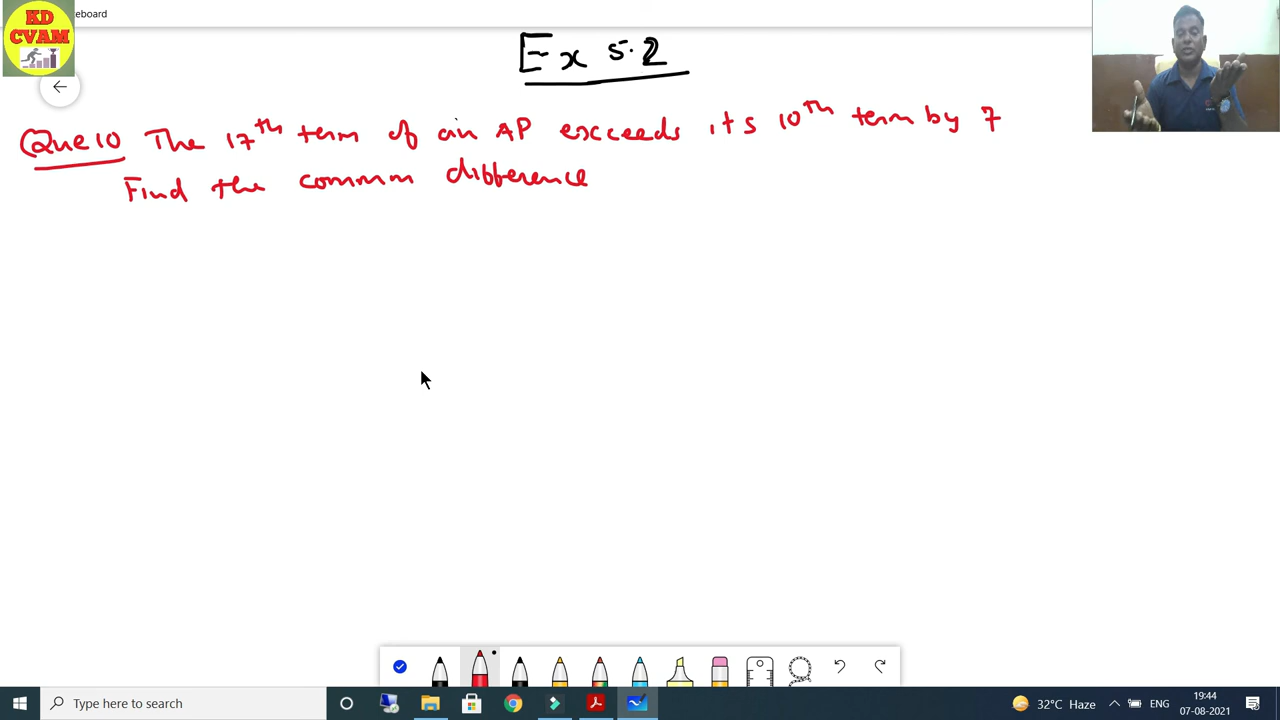 KD
CVAM
eboard
Ex 5.2
Que 10 The 17th term of an AP exceeds its 10th term by 7
Find the common difference
Type here to search
32°C Haze
ENG
19:44
07-08-2021